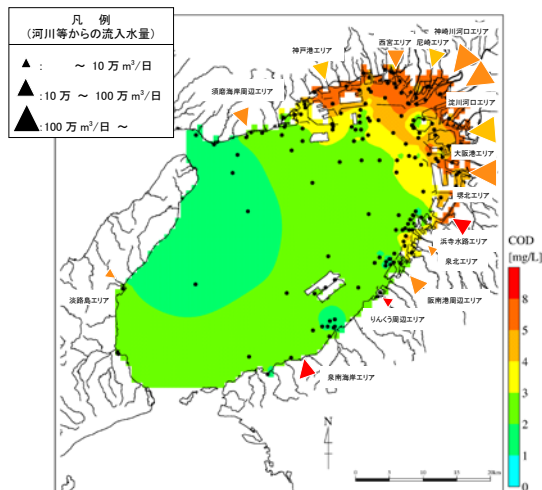 凡 例
(河川等からの流入水量)
: ~ 10 万 m³/日
:10 万 ~ 100 万 m³/日
:100 万 m³/日 ~
神崎川河口エリア
西宮エリア
尼崎エリア
神戸港エリア
須磨海岸周辺エリア
淀川河口エリア
大阪港エリア
堺北エリア
浜寺水路エリア
泉北エリア
阪南港周辺エリア
りんくう周辺エリア
泉南海岸エリア
淡路島エリア
COD
[mg/L]
8
6
5
4
3
2
1
0
N
0 5 10 15 20km